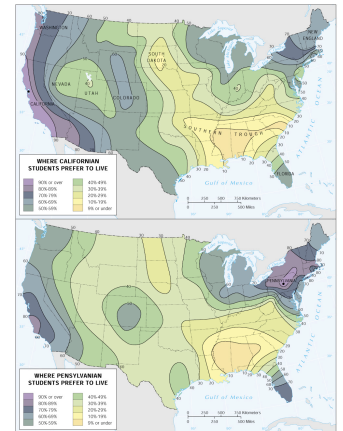 WASHINGTON
NEVADA
UTAH
CALIFORNIA
COLORADO
SOUTH
DAKOTA
NEW
ENGLAND
SOUTHERN TROUGH
FLORIDA
ATLANTIC OCEAN
Gulf of Mexico
0 250 500 750 Kilometers
0 250 500 Miles
WHERE CALIFORNIAN
STUDENTS PREFER TO LIVE
90% or over
80%-89%
70%-79%
60%-69%
50%-59%
40%-49%
30%-39%
20%-29%
10%-19%
9% or under
PENNSYLVANIA
ATLANTIC OCEAN
Gulf of Mexico
0 250 500 750 Kilometers
0 250 500 Miles
WHERE PENNSYLVANIAN
STUDENTS PREFER TO LIVE
90% or over
80%-89%
70%-79%
60%-69%
50%-59%
40%-49%
30%-39%
20%-29%
10%-19%
9% or under